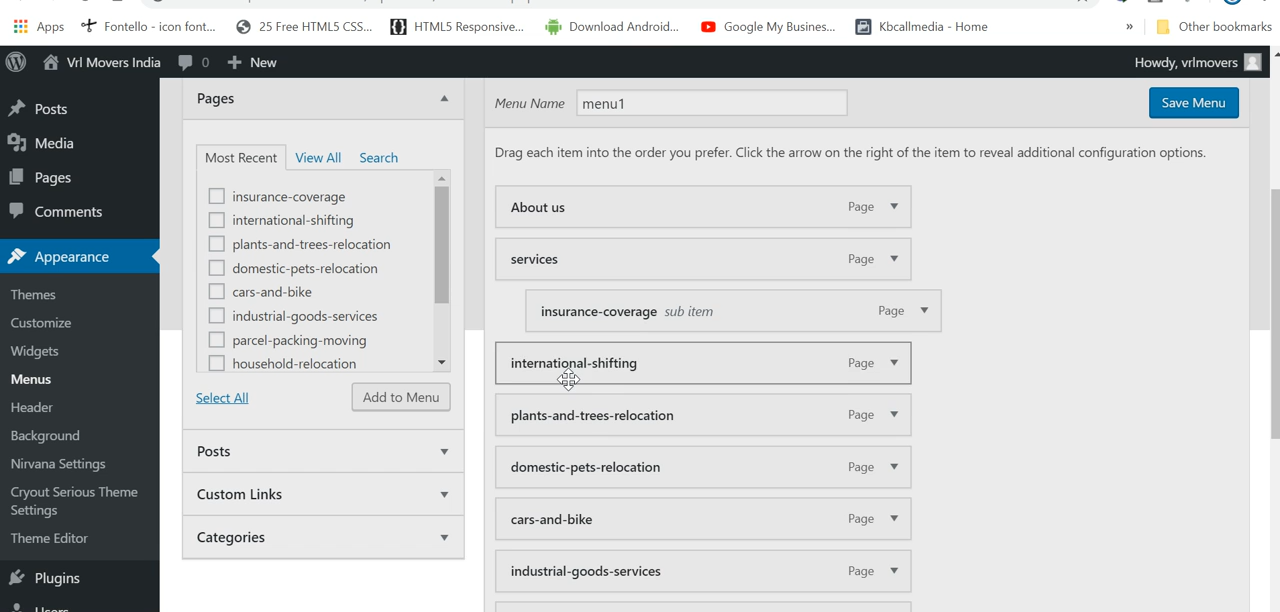 Apps Fontello - icon font... 25 Free HTML5 CSS... HTML5 Responsive... Download Android... Google My Busines... Kbcallmedia - Home » Other bookmarks
Vrl Movers India 0 + New Howdy, vrlmovers
Posts
Media
Pages
Comments
Appearance
Themes
Customize
Widgets
Menus
Header
Background
Nirvana Settings
Cryout Serious Theme
Settings
Theme Editor
Plugins
Pages
Most Recent View All Search
insurance-coverage
international-shifting
plants-and-trees-relocation
domestic-pets-relocation
cars-and-bike
industrial-goods-services
parcel-packing-moving
household-relocation
Select All Add to Menu
Posts
Custom Links
Categories
Menu Name menu1 Save Menu
Drag each item into the order you prefer. Click the arrow on the right of the item to reveal additional configuration options.
About us Page
services Page
insurance-coverage sub item Page
international-shifting Page
plants-and-trees-relocation Page
domestic-pets-relocation Page
cars-and-bike Page
industrial-goods-services Page